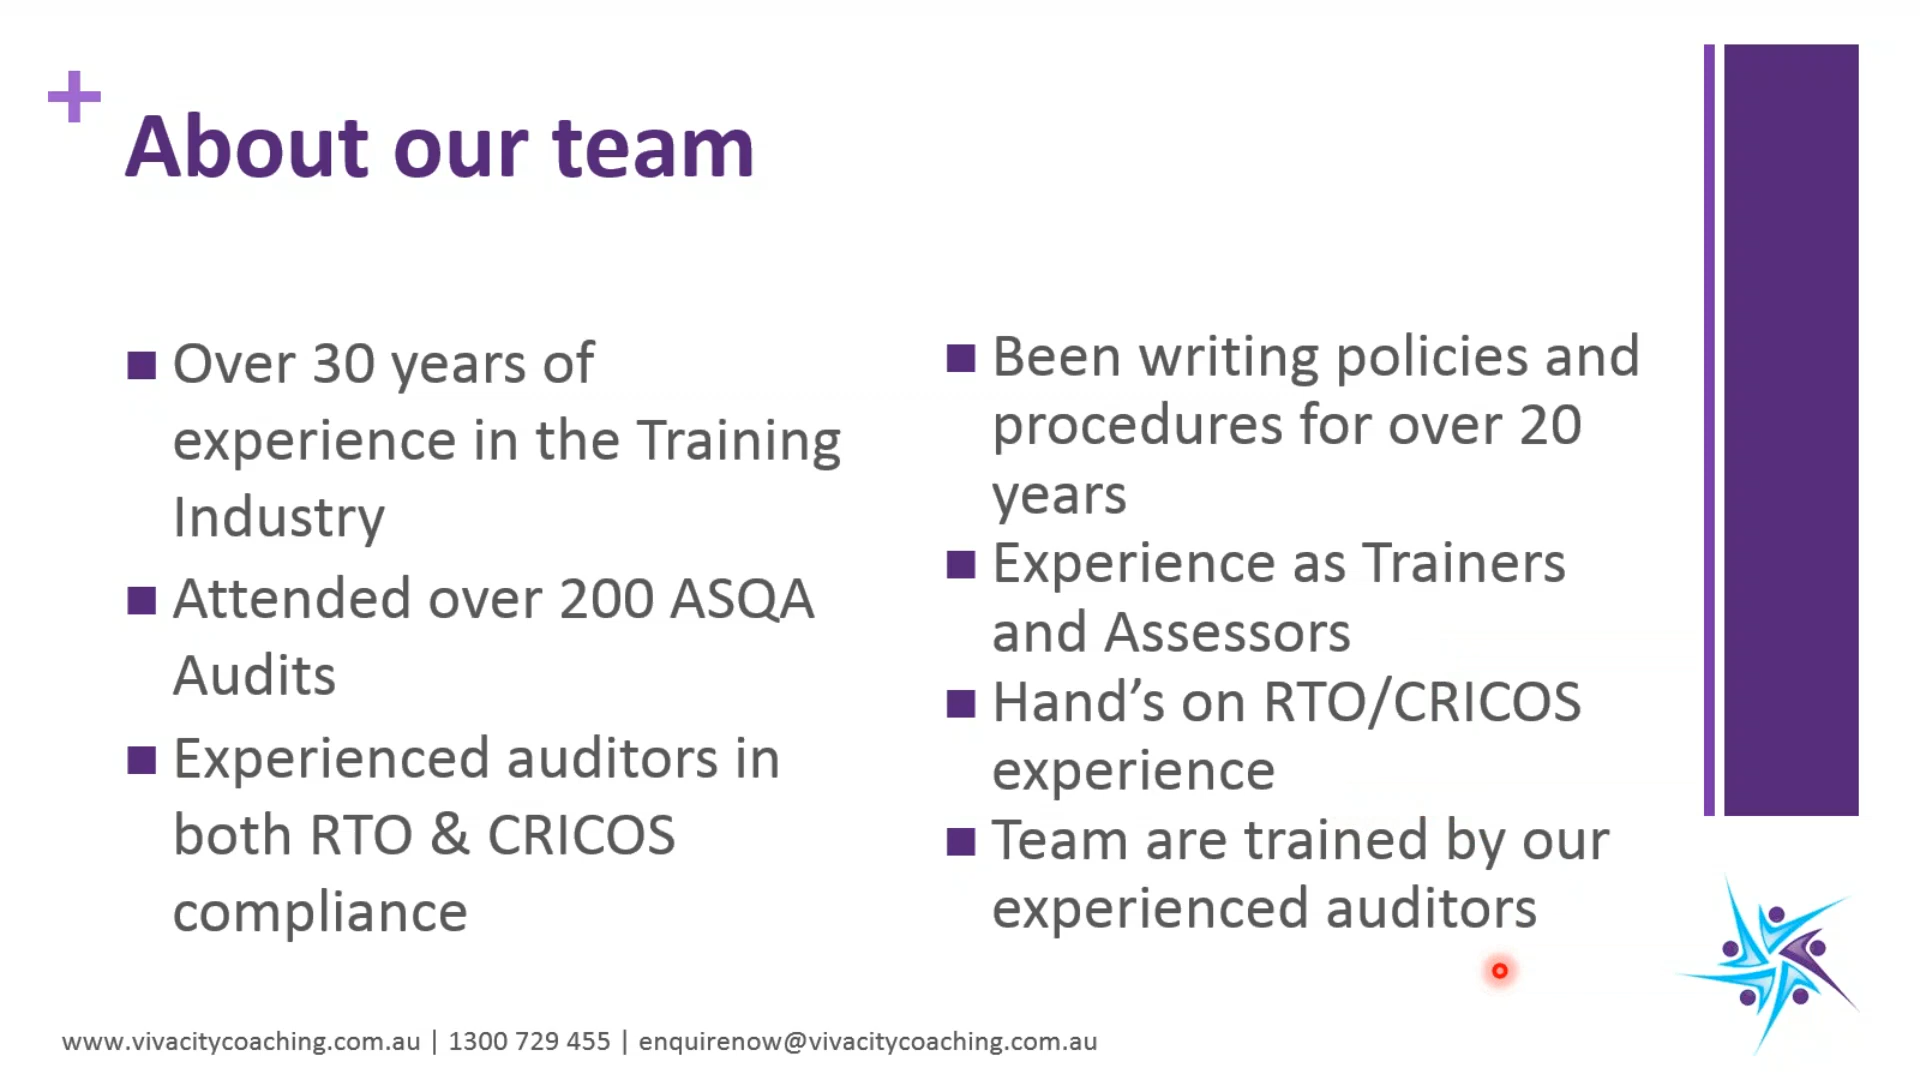 About our team
Over 30 years of
experience in the Training
Industry
Attended over 200 ASQA
Audits
Experienced auditors in
both RTO & CRICOS
compliance
Been writing policies and
procedures for over 20
years
Experience as Trainers
and Assessors
Hand’s on RTO/CRICOS
experience
Team are trained by our
experienced auditors
www.vivacitycoaching.com.au | 1300 729 455 | enquirenow@vivacitycoaching.com.au